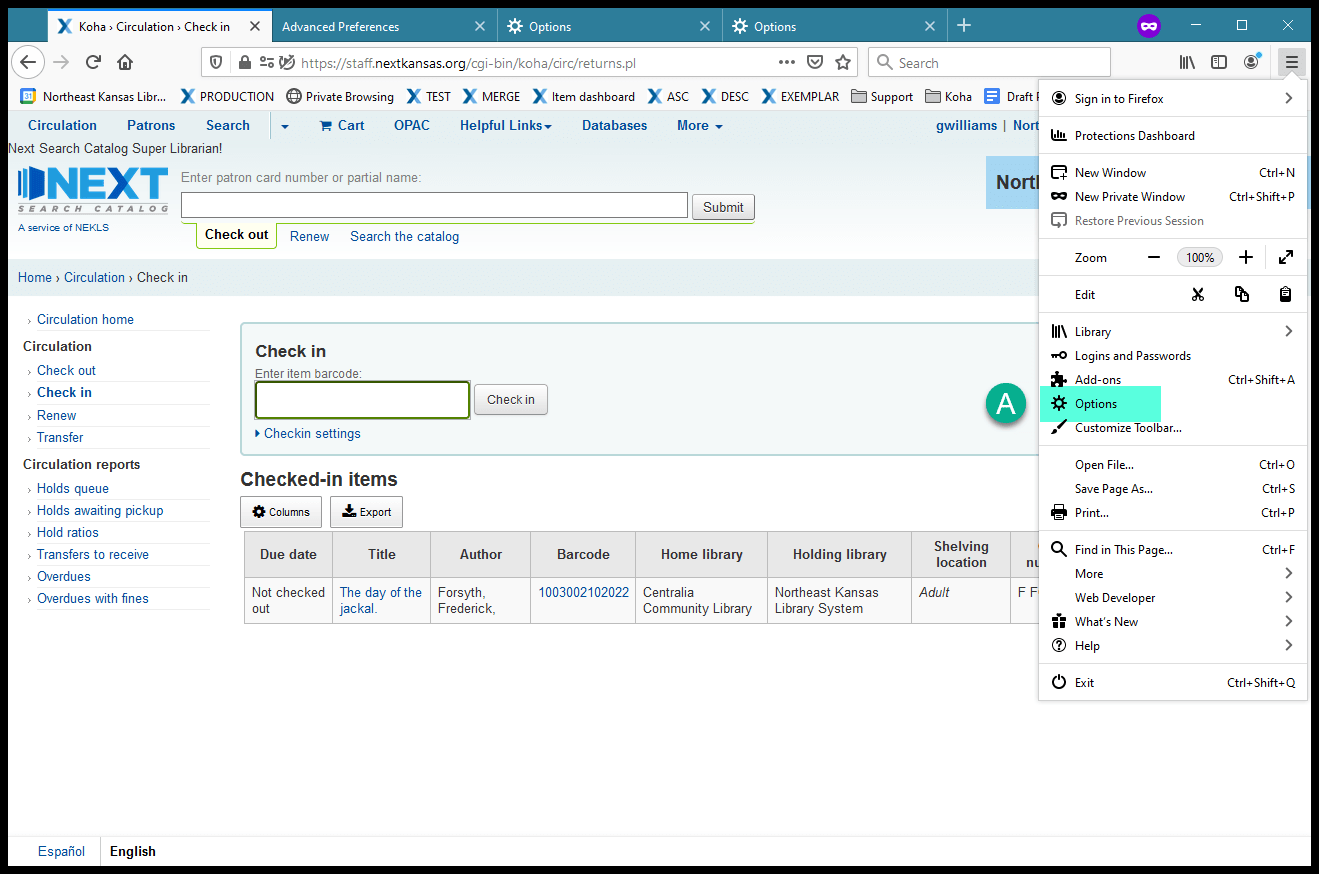 Koha › Circulation › Check in
Advanced Preferences
Options
Options
https://staff.nextkansas.org/cgi-bin/koha/circ/returns.pl
Search
Northeast Kansas Libr...
PRODUCTION
Private Browsing
TEST
MERGE
Item dashboard
ASC
DESC
EXEMPLAR
Support
Koha
Draft
Circulation
Patrons
Search
Cart
OPAC
Helpful Links
Databases
More
gwilliams | Nort
Next Search Catalog Super Librarian!
NEXT
SEARCH CATALOG
A service of NEKLS
Enter patron card number or partial name:
Submit
Check out
Renew
Search the catalog
Nort
Home › Circulation › Check in
› Circulation home
Circulation
› Check out
› Check in
› Renew
› Transfer
Circulation reports
› Holds queue
› Holds awaiting pickup
› Hold ratios
› Transfers to receive
› Overdues
› Overdues with fines
Check in
Enter item barcode:
Check in
Checkin settings
Checked-in items
Columns
Export
Due date
Title
Author
Barcode
Home library
Holding library
Shelving
location
Not checked
out
The day of the
jackal.
Forsyth,
Frederick,
1003002102022
Centralia
Community Library
Northeast Kansas
Library System
Adult
A
Sign in to Firefox
Protections Dashboard
New Window Ctrl+N
New Private Window Ctrl+Shift+P
Restore Previous Session
Zoom 100%
Edit
Library
Logins and Passwords
Add-ons Ctrl+Shift+A
Options
Customize Toolbar...
Open File... Ctrl+O
Save Page As... Ctrl+S
Print... Ctrl+P
Find in This Page... Ctrl+F
More
Web Developer
What's New
Help
Exit Ctrl+Shift+Q
Español
English